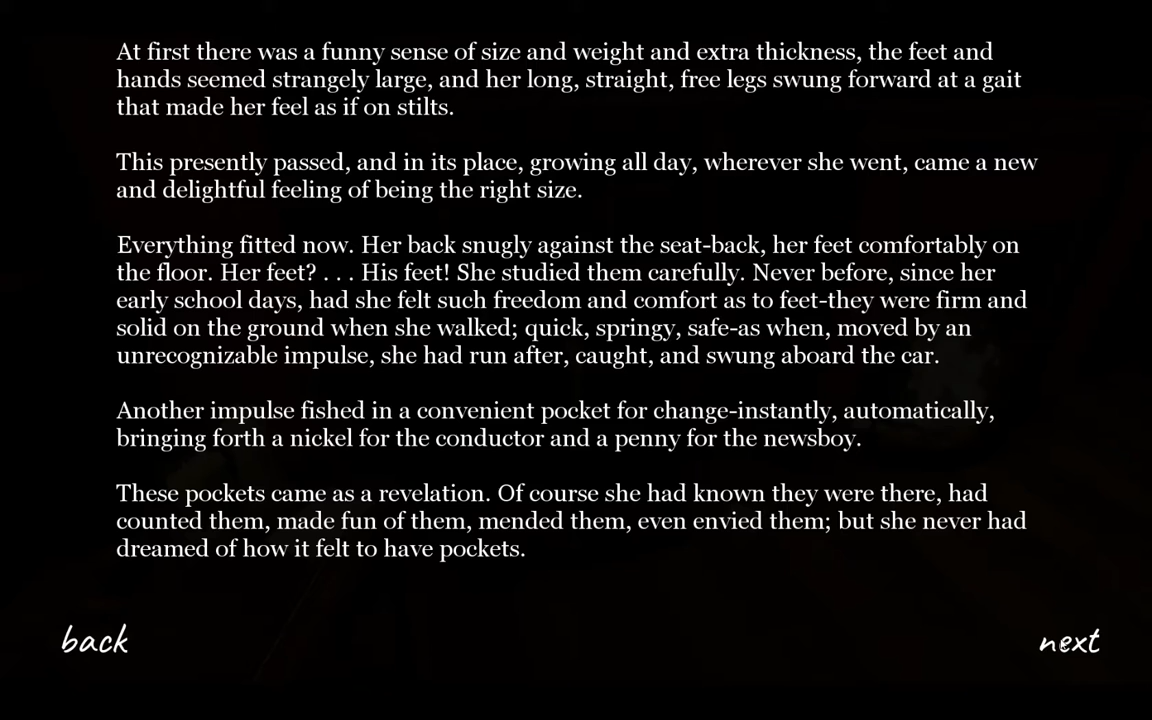 At first there was a funny sense of size and weight and extra thickness, the feet and
hands seemed strangely large, and her long, straight, free legs swung forward at a gait
that made her feel as if on stilts.
This presently passed, and in its place, growing all day, wherever she went, came a new
and delightful feeling of being the right size.
Everything fitted now. Her back snugly against the seat-back, her feet comfortably on
the floor. Her feet? . . . His feet! She studied them carefully. Never before, since her
early school days, had she felt such freedom and comfort as to feet-they were firm and
solid on the ground when she walked; quick, springy, safe-as when, moved by an
unrecognizable impulse, she had run after, caught, and swung aboard the car.
Another impulse fished in a convenient pocket for change-instantly, automatically,
bringing forth a nickel for the conductor and a penny for the newsboy.
These pockets came as a revelation. Of course she had known they were there, had
counted them, made fun of them, mended them, even envied them; but she never had
dreamed of how it felt to have pockets.
back
next